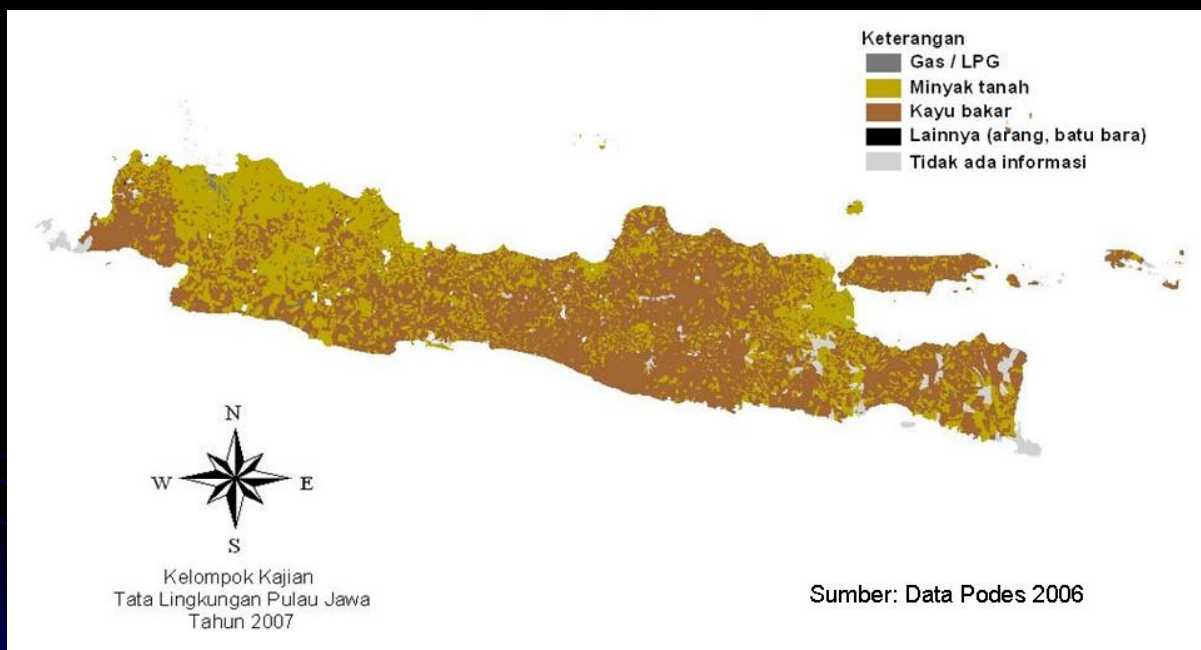 Keterangan
Gas / LPG
Minyak tanah
Kayu bakar
Lainnya (arang, batu bara)
Tidak ada informasi
N
W E
S
Kelompok Kajian
Tata Lingkungan Pulau Jawa
Tahun 2007
Sumber: Data Podes 2006